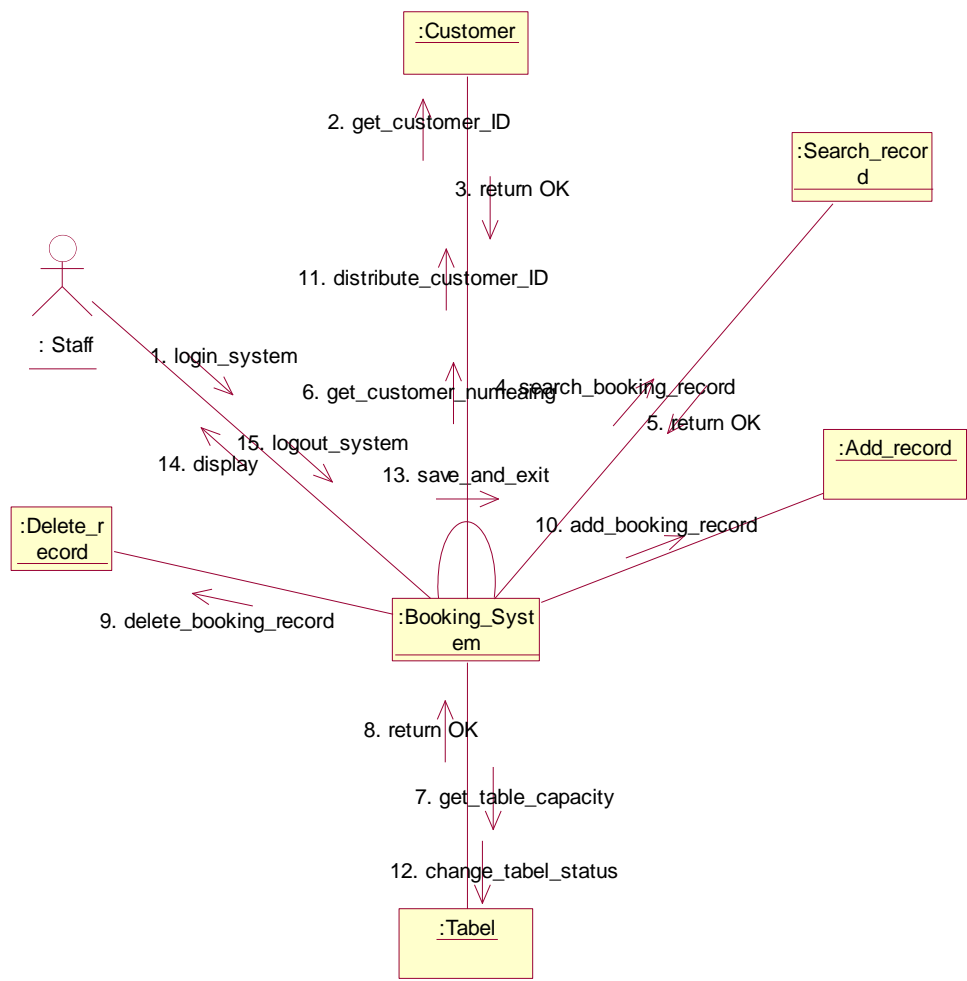 :Customer
2. get_customer_ID
:Search_recor
d
3. return OK
11. distribute_customer_ID
: Staff
1. login_system
6. get_customer_numeaing
4. search_booking_record
5. return OK
15. logout_system
14. display
13. save_and_exit
:Add_record
:Delete_r
ecord
10. add_booking_record
9. delete_booking_record
:Booking_Syst
em
8. return OK
7. get_table_capacity
12. change_tabel_status
:Tabel